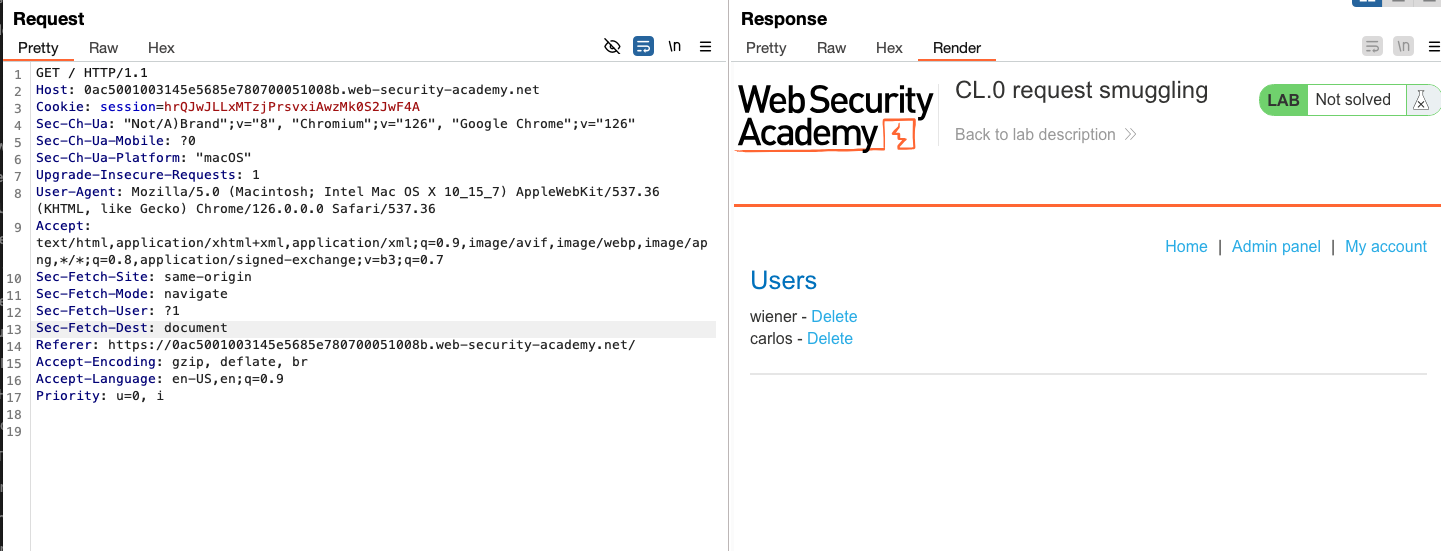 Request
Pretty Raw Hex \n
1 GET / HTTP/1.1
2 Host: 0ac5001003145e5685e780700051008b.web-security-academy.net
3 Cookie: session=hrQJwJLLxMTzjPrsvxiAwzMk0S2JwF4A
4 Sec-Ch-Ua: "Not/A)Brand";v="8", "Chromium";v="126", "Google Chrome";v="126"
5 Sec-Ch-Ua-Mobile: ?0
6 Sec-Ch-Ua-Platform: "macOS"
7 Upgrade-Insecure-Requests: 1
8 User-Agent: Mozilla/5.0 (Macintosh; Intel Mac OS X 10_15_7) AppleWebKit/537.36
(KHTML, like Gecko) Chrome/126.0.0.0 Safari/537.36
9 Accept:
text/html,application/xhtml+xml,application/xml;q=0.9,image/avif,image/webp,image/ap
ng,*/*;q=0.8,application/signed-exchange;v=b3;q=0.7
10 Sec-Fetch-Site: same-origin
11 Sec-Fetch-Mode: navigate
12 Sec-Fetch-User: ?1
13 Sec-Fetch-Dest: document
14 Referer: https://0ac5001003145e5685e780700051008b.web-security-academy.net/
15 Accept-Encoding: gzip, deflate, br
16 Accept-Language: en-US,en;q=0.9
17 Priority: u=0, i
18
19
Response
Pretty Raw Hex Render \n
Web Security
Academy
CL.0 request smuggling
Back to lab description
LAB Not solved
Home | Admin panel | My account
Users
wiener - Delete
carlos - Delete